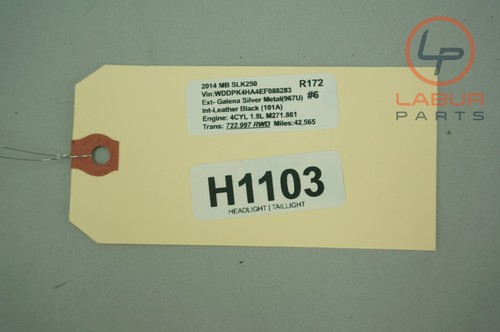 2014 MB SLK250 R172
Vin:WDDPK4HA4EF088283 #6
Ext- Galena Silver Metal(967U)
Int-Leather Black (101A)
Engine: 4CYL 1.8L M271,861
Trans: 722.997 RWD Miles:42,565
H1103
HEADLIGHT | TAILLIGHT
LP
LABUR
PARTS